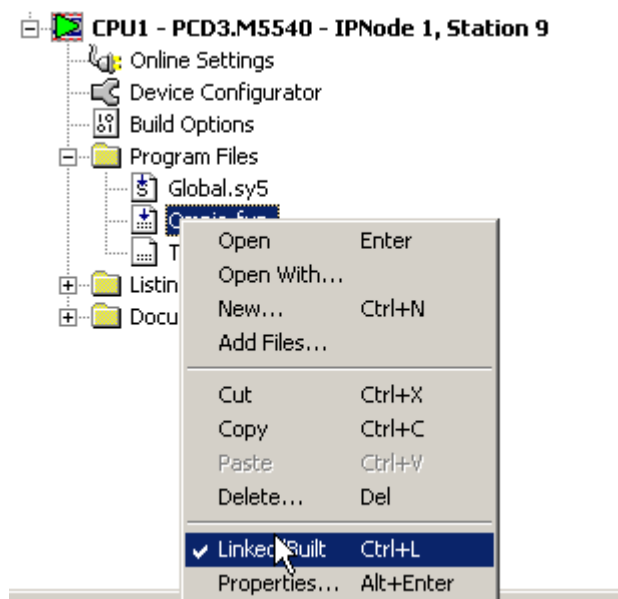 CPU1 - PCD3.M5540 - IPNode 1, Station 9
Online Settings
Device Configurator
Build Options
Program Files
Global.sy5
Open Enter
Open With...
New... Ctrl+N
Add Files...
Cut Ctrl+X
Copy Ctrl+C
Paste Ctrl+V
Delete... Del
Linked/Built Ctrl+L
Properties... Alt+Enter